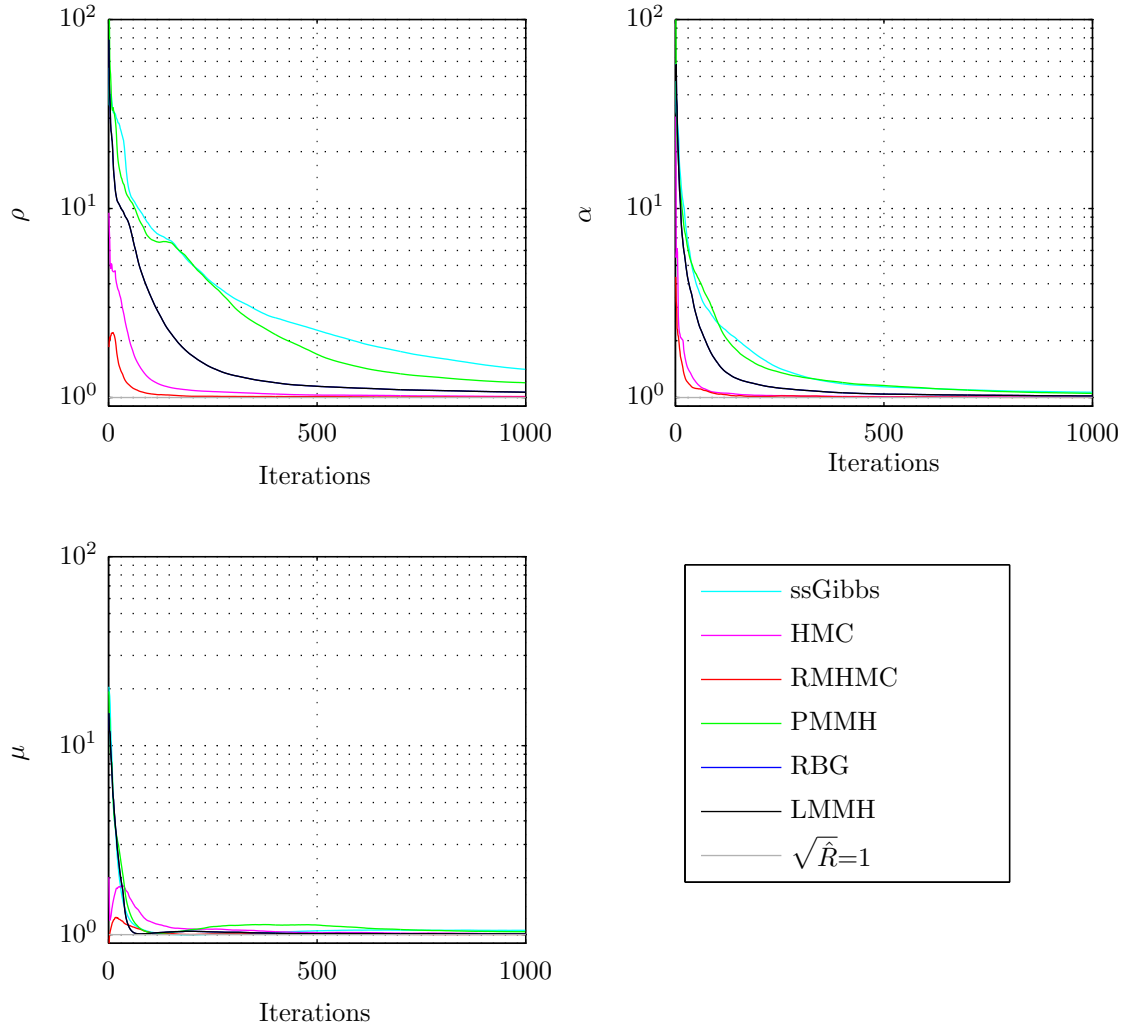 10^2
10^1
10^0
ρ
0 500 1000
Iterations
10^2
10^1
10^0
α
0 500 1000
Iterations
10^2
10^1
10^0
μ
0 500 1000
Iterations
ssGibbs
HMC
RMHMC
PMMH
RBG
LMMH
√R̂=1